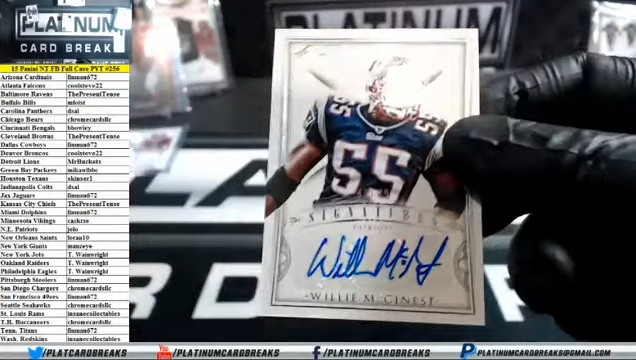 PLATINUM
CARD BREAK
15 Panini NT FB Full Case PYT #256
Arizona Cardinals finman672
Atlanta Falcons coolsteve22
Baltimore Ravens ThePresentTense
Buffalo Bills mfoist
Carolina Panthers dsal
Chicago Bears chromecardsllc
Cincinnati Bengals bbowley
Cleveland Browns ThePresentTense
Dallas Cowboys finman672
Denver Broncos coolsteve22
Detroit Lions MrBuckets
Green Bay Packers mikawlbbc
Houston Texans skinser1
Indianapolis Colts dsal
Jax Jaguars finman672
Kansas City Chiefs ThePresentTense
Miami Dolphins finman672
Minnesota Vikings
N.E. Patriots jolo
New Orleans Saints loran10
New York Giants manzeye
New York Jets T. Wainwright
Oakland Raiders T. Wainwright
Philadelphia Eagles T. Wainwright
Pittsburgh Steelers finman672
San Diego Chargers chromecardsllc
San Francisco 49ers finman672
Seattle Seahawks chromecardsllc
St. Louis Rams insanecollectables
T.B. Buccaneers chromecardsllc
Tenn. Titans finman672
Wash. Redskins insanecollectables
PLATINUM
55
55
SIGNATURES
PATRIOTS
WILLIE McGINEST
/PLATCARDBREAKS
/PLATINUMCARDBREAKS
/PLATINUMCARDBREAKS
PLATINUMCARDBREAKS.COM